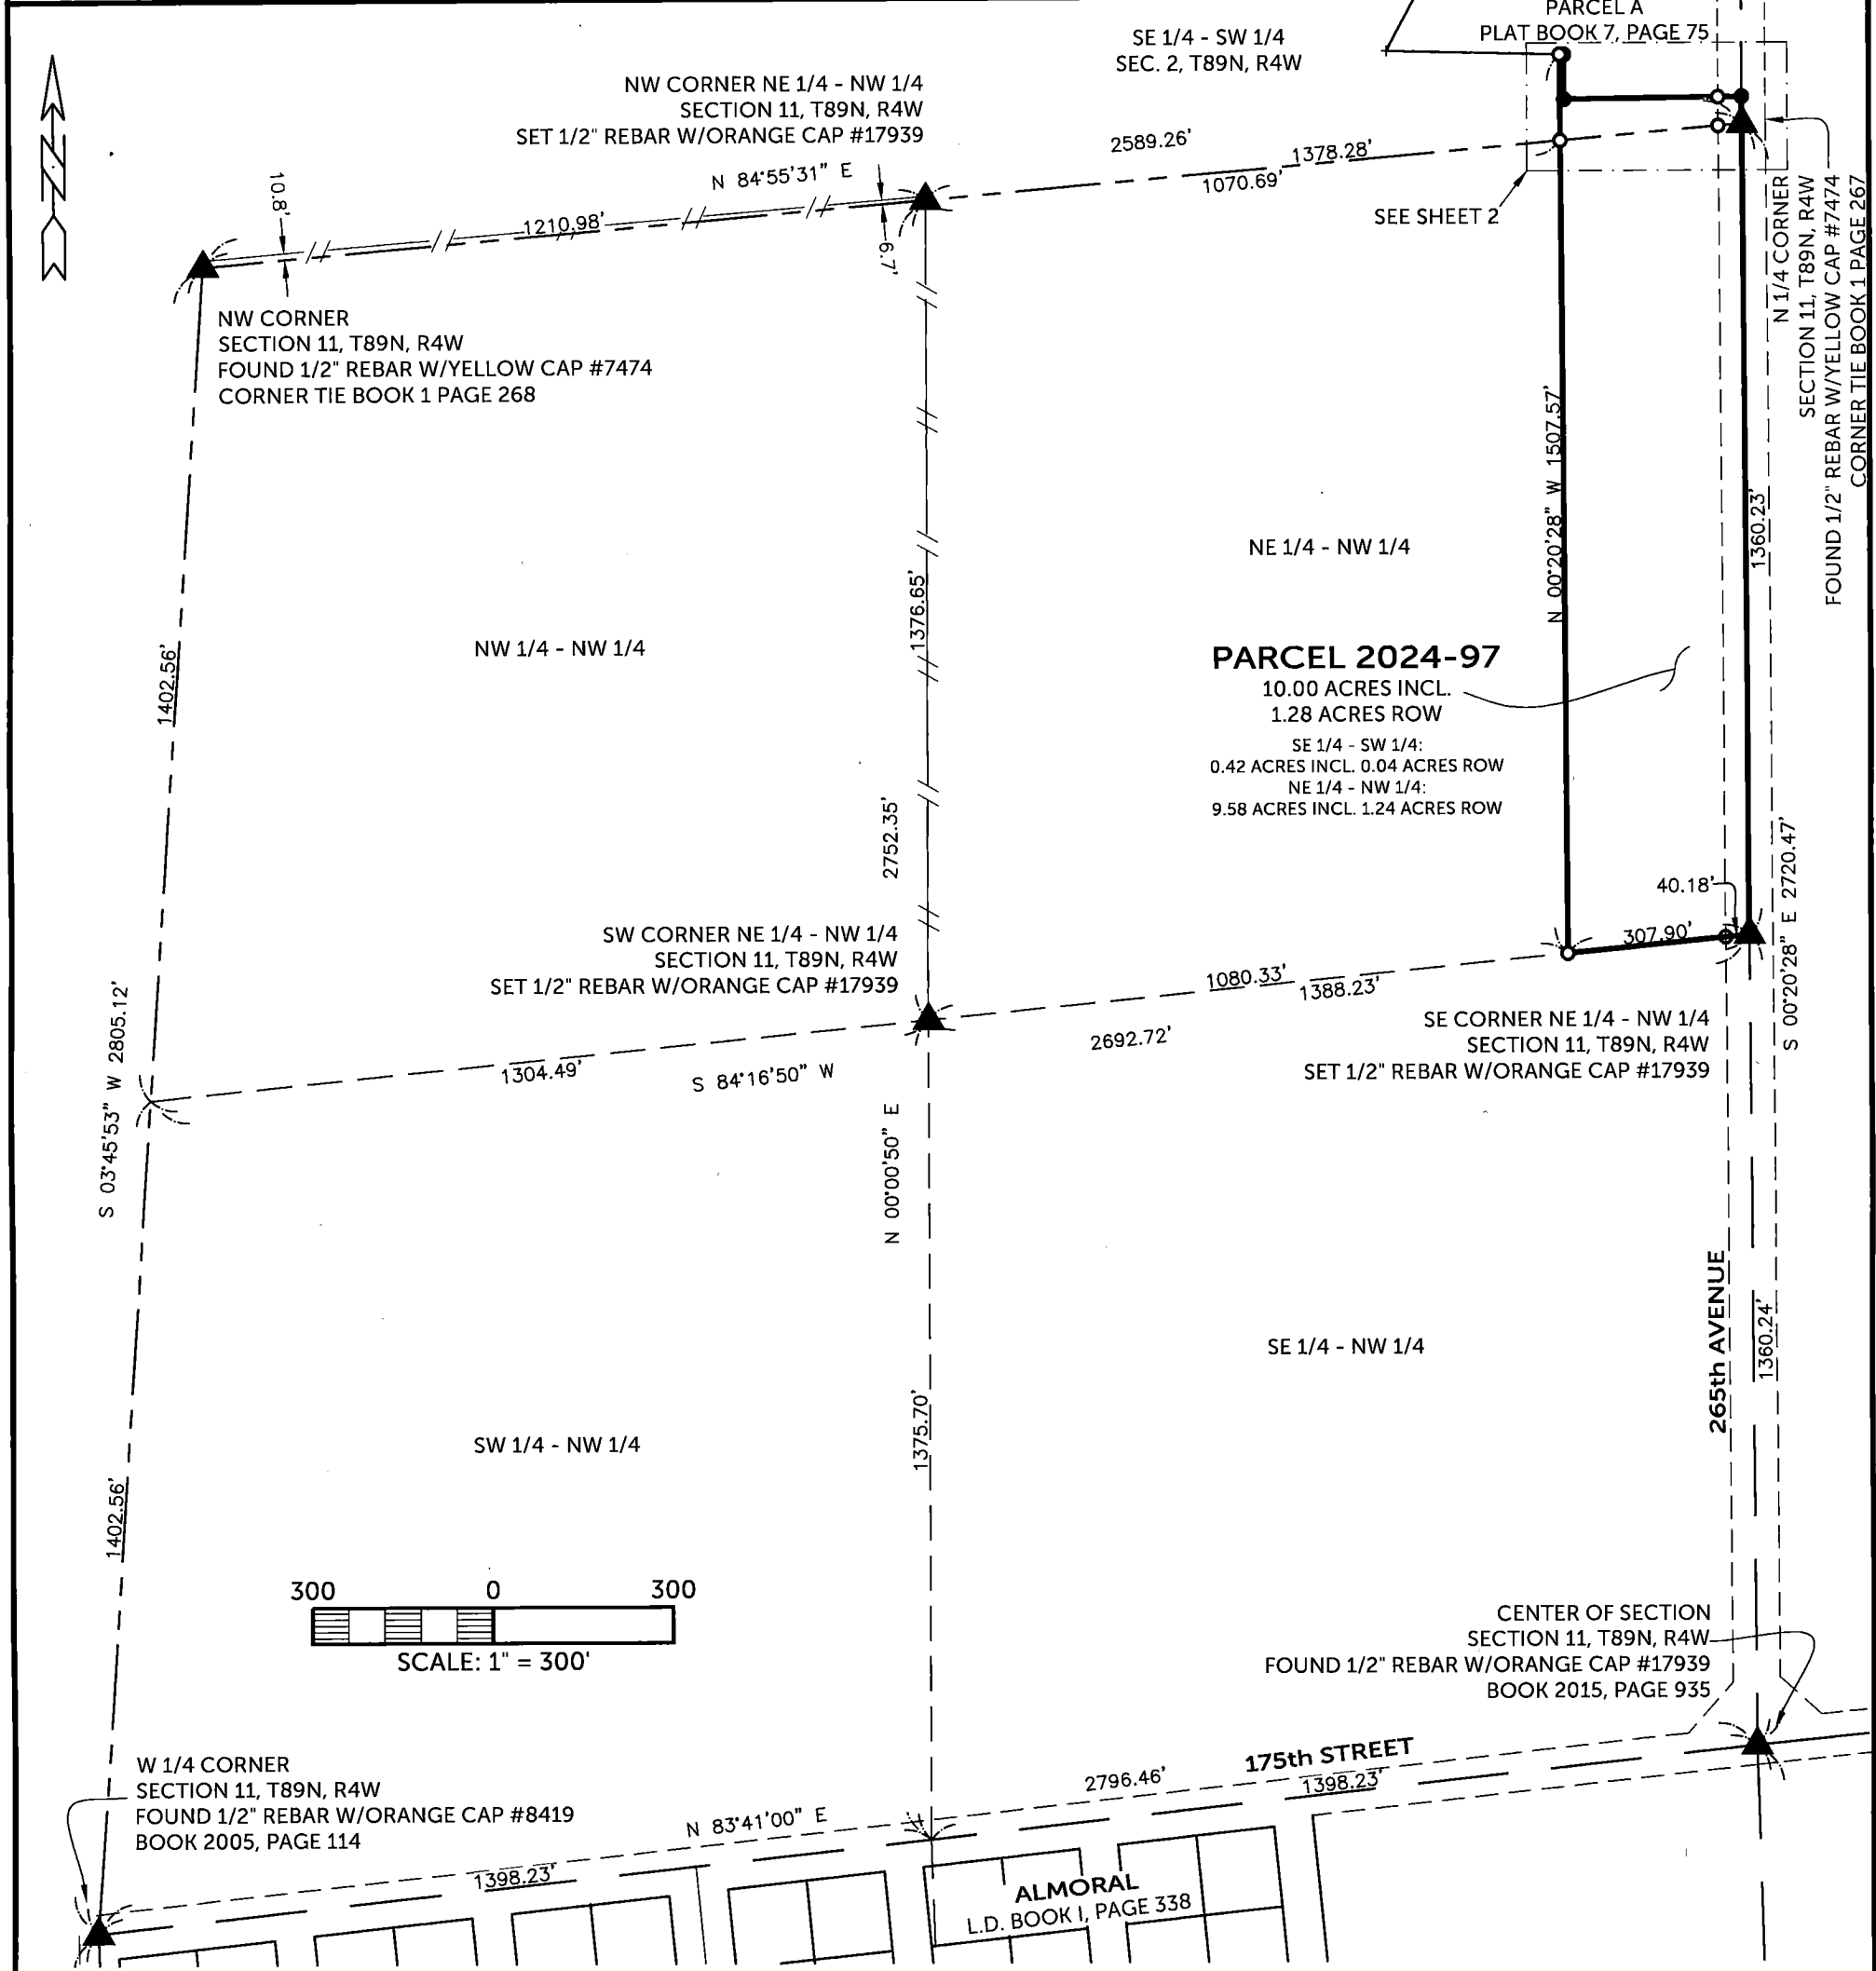 PARCEL A
PLAT BOOK 7, PAGE 75
SE 1/4 - SW 1/4
SEC. 2, T89N, R4W
NW CORNER NE 1/4 - NW 1/4
SECTION 11, T89N, R4W
SET 1/2" REBAR W/ORANGE CAP #17939
N
10.8'
N 84°55'31" E
1210.98'
6.7'
2589.26'
1378.28'
1070.69'
SEE SHEET 2
N 1/4 CORNER
SECTION 11, T89N, R4W
FOUND 1/2" REBAR W/YELLOW CAP #7474
CORNER TIE BOOK 1 PAGE 267
NW CORNER
SECTION 11, T89N, R4W
FOUND 1/2" REBAR W/YELLOW CAP #7474
CORNER TIE BOOK 1 PAGE 268
N 00°20'28" W 1507.57'
1360.23'
NE 1/4 - NW 1/4
1376.65'
NW 1/4 - NW 1/4
1402.56'
PARCEL 2024-97
10.00 ACRES INCL.
1.28 ACRES ROW
SE 1/4 - SW 1/4:
0.42 ACRES INCL. 0.04 ACRES ROW
NE 1/4 - NW 1/4:
9.58 ACRES INCL. 1.24 ACRES ROW
2752.35'
40.18'
307.90'
S 00°20'28" E 2720.47'
SW CORNER NE 1/4 - NW 1/4
SECTION 11, T89N, R4W
SET 1/2" REBAR W/ORANGE CAP #17939
1080.33'
1388.23'
2692.72'
SE CORNER NE 1/4 - NW 1/4
SECTION 11, T89N, R4W
SET 1/2" REBAR W/ORANGE CAP #17939
1304.49'
S 84°16'50" W
S 03°45'53" W 2805.12'
N 00°00'50" E
265th AVENUE
1360.24'
SE 1/4 - NW 1/4
1375.70'
SW 1/4 - NW 1/4
1402.56'
300 0 300
SCALE: 1" = 300'
CENTER OF SECTION
SECTION 11, T89N, R4W
FOUND 1/2" REBAR W/ORANGE CAP #17939
BOOK 2015, PAGE 935
175th STREET
2796.46'
1398.23'
W 1/4 CORNER
SECTION 11, T89N, R4W
FOUND 1/2" REBAR W/ORANGE CAP #8419
BOOK 2005, PAGE 114
N 83°41'00" E
1398.23'
ALMORAL
L.D. BOOK I, PAGE 338